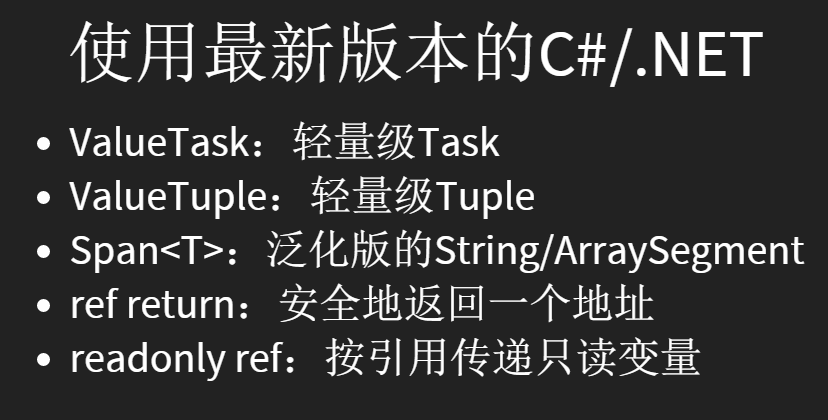 使用最新版本的C#/.NET
• ValueTask：轻量级Task
• ValueTuple：轻量级Tuple
• Span<T>：泛化版的String/ArraySegment
• ref return：安全地返回一个地址
• readonly ref：按引用传递只读变量